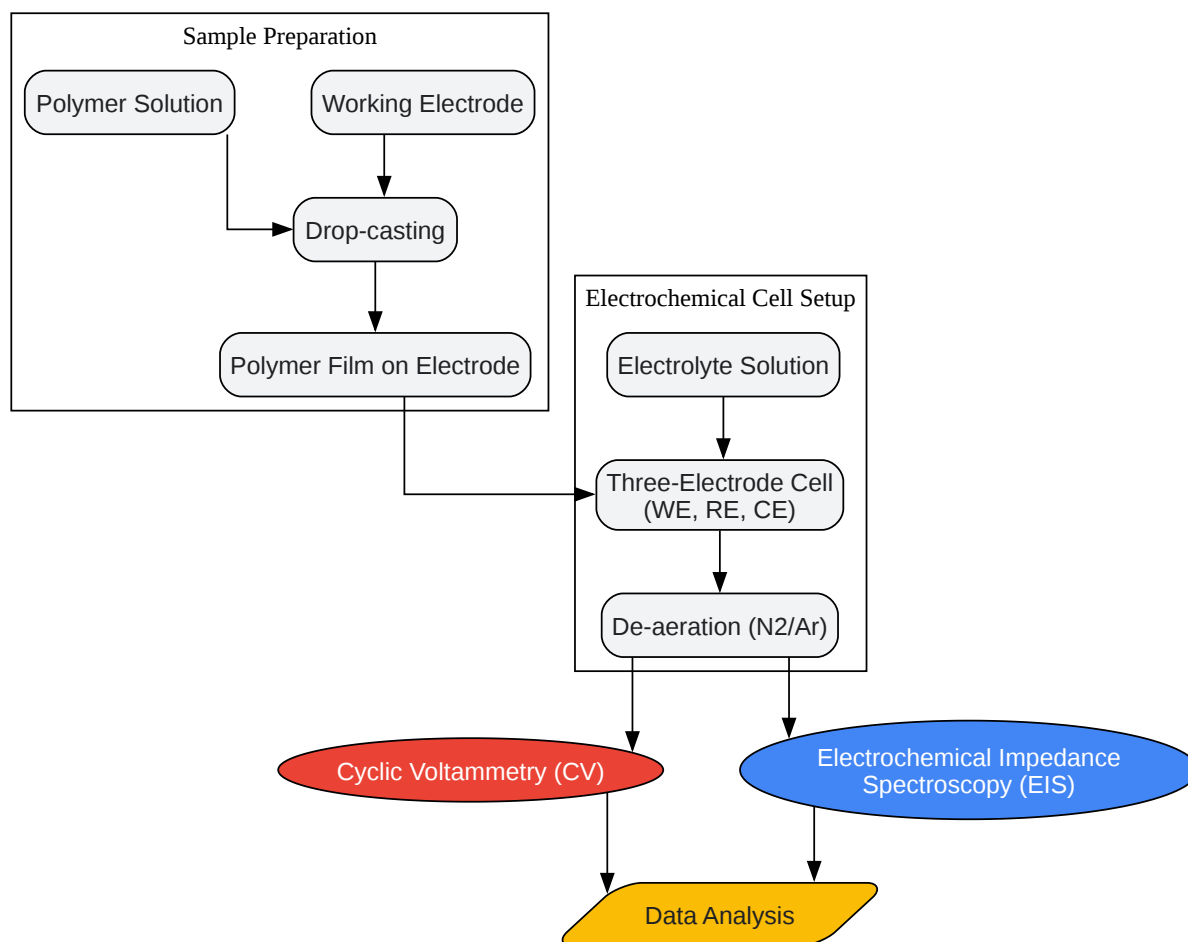 Sample Preparation
Polymer Solution
Working Electrode
Drop-casting
Polymer Film on Electrode
Electrochemical Cell Setup
Electrolyte Solution
Three-Electrode Cell
(WE, RE, CE)
De-aeration (N2/Ar)
Cyclic Voltammetry (CV)
Electrochemical Impedance
Spectroscopy (EIS)
Data Analysis